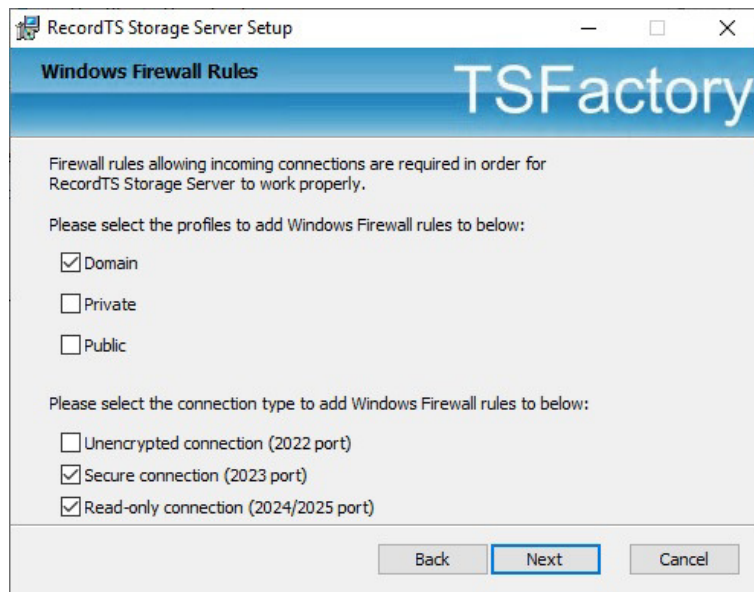 RecordTS Storage Server Setup
Windows Firewall Rules
TSFactory
Firewall rules allowing incoming connections are required in order for
RecordTS Storage Server to work properly.
Please select the profiles to add Windows Firewall rules to below:
Domain
Private
Public
Please select the connection type to add Windows Firewall rules to below:
Unencrypted connection (2022 port)
Secure connection (2023 port)
Read-only connection (2024/2025 port)
Back Next Cancel